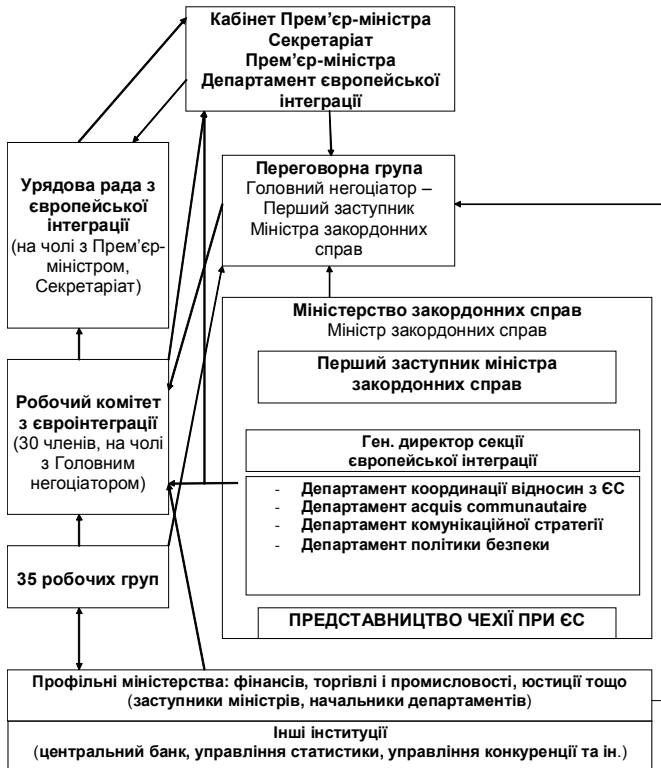 Кабінет Прем’єр-міністра
Секретаріат
Прем’єр-міністра
Департамент європейської
інтеграції
Урядова рада з
європейської
інтеграції
(на чолі з Прем’єр-
міністром,
Секретаріат)
Переговорна група
Головний негоціатор –
Перший заступник
Міністра закордонних
справ
Міністерство закордонних справ
Міністр закордонних справ
Перший заступник міністра
закордонних справ
Робочий комітет
з євроінтеграції
(30 членів, на чолі
з Головним
негоціатором)
Ген. директор секції
європейської інтеграції
- Департамент координації відносин з ЄС
- Департамент acquis communautaire
- Департамент комунікаційної стратегії
- Департамент політики безпеки
35 робочих груп
ПРЕДСТАВНИЦТВО ЧЕХІЇ ПРИ ЄС
Профільні міністерства: фінансів, торгівлі і промисловості, юстиції тощо
(заступники міністрів, начальники департаментів)
Інші інституції
(центральний банк, управління статистики, управління конкуренції та ін.)